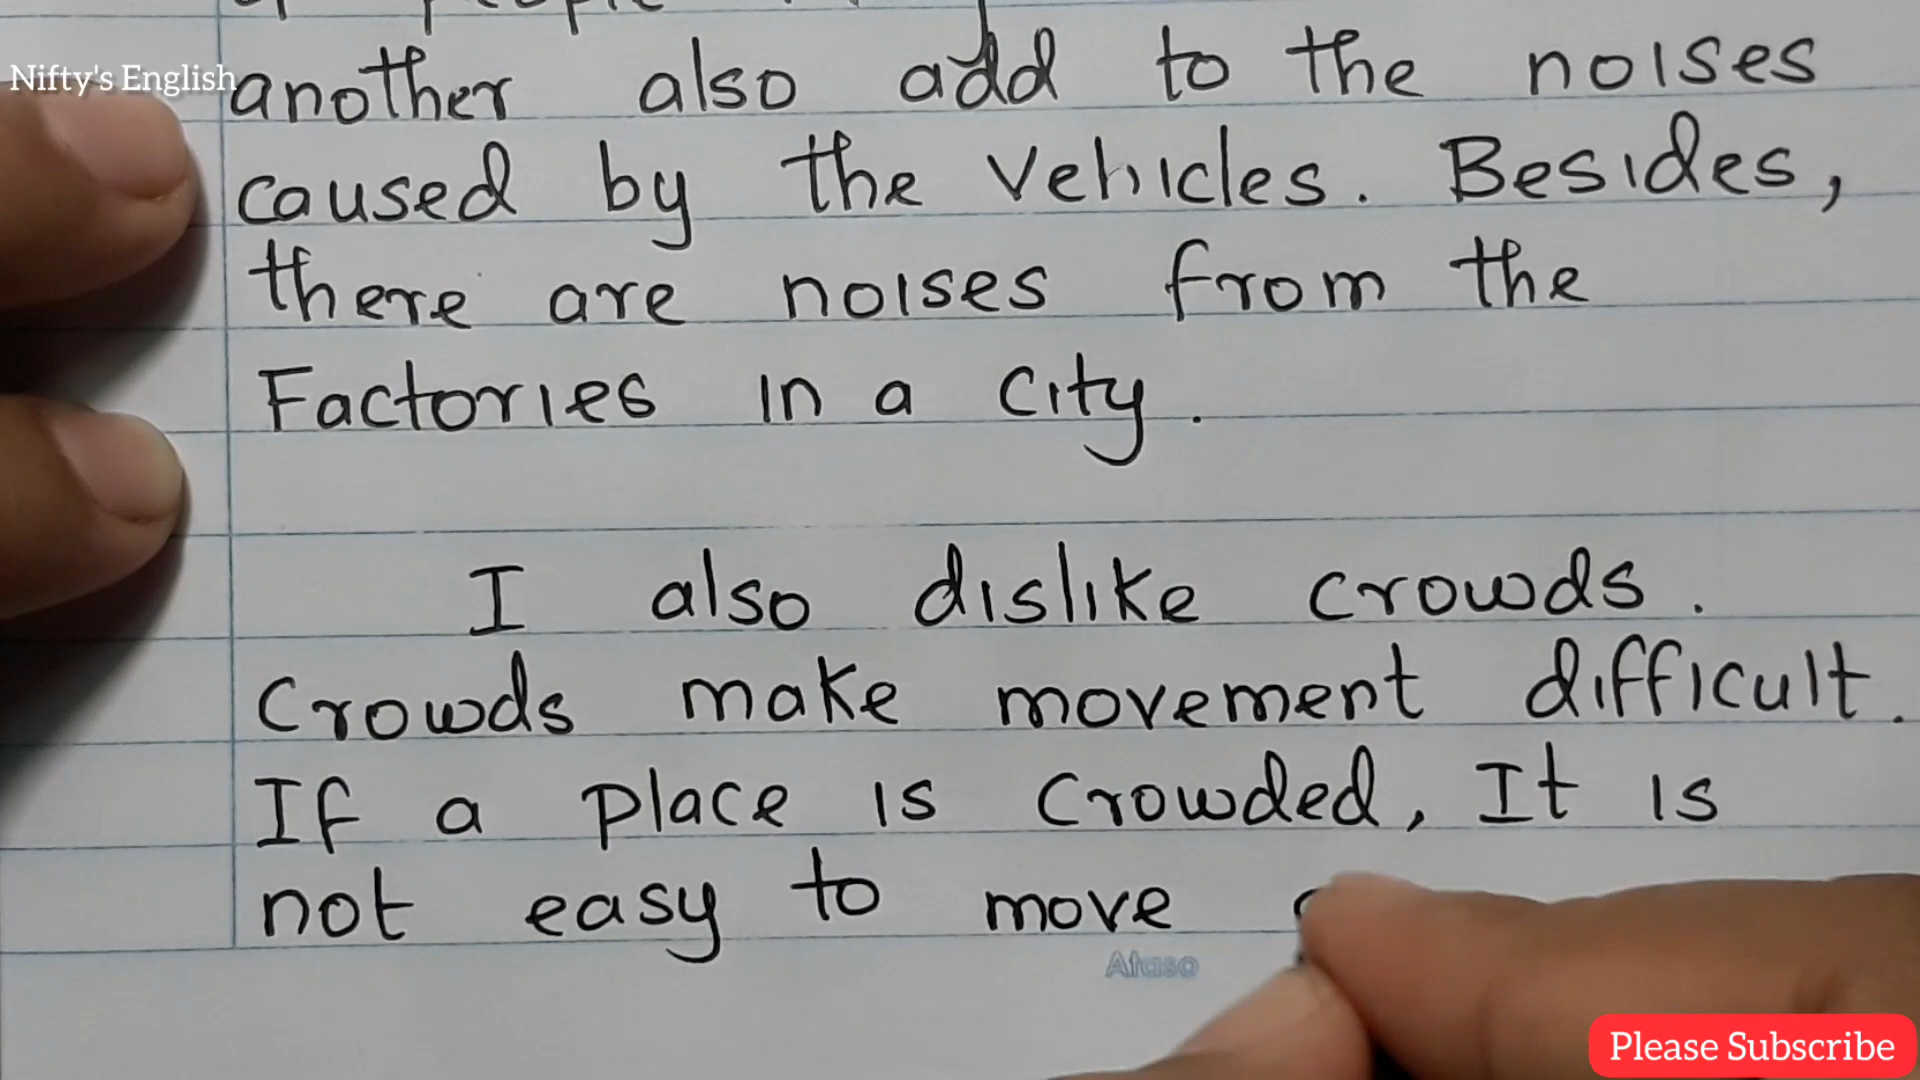 people
Nifty's English
another also add to the noises
caused by the vehicles. Besides,
there are noises from the
Factories in a city.
I also dislike crowds.
Crowds make movement difficult.
If a place is crowded, It is
not easy to move
Ataso
Please Subscribe